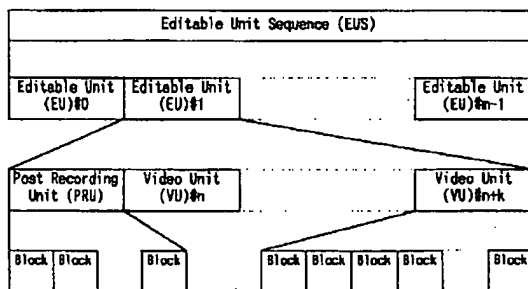 Editable Unit Sequence (EUS)
Editable Unit Editable Unit Editable Unit
(EU)#0 (EU)#1 (EU)#n-1
Post Recording Video Unit Video Unit
Unit (PRU) (VU)#n (VU)#n+k
Block Block Block Block Block Block Block Block